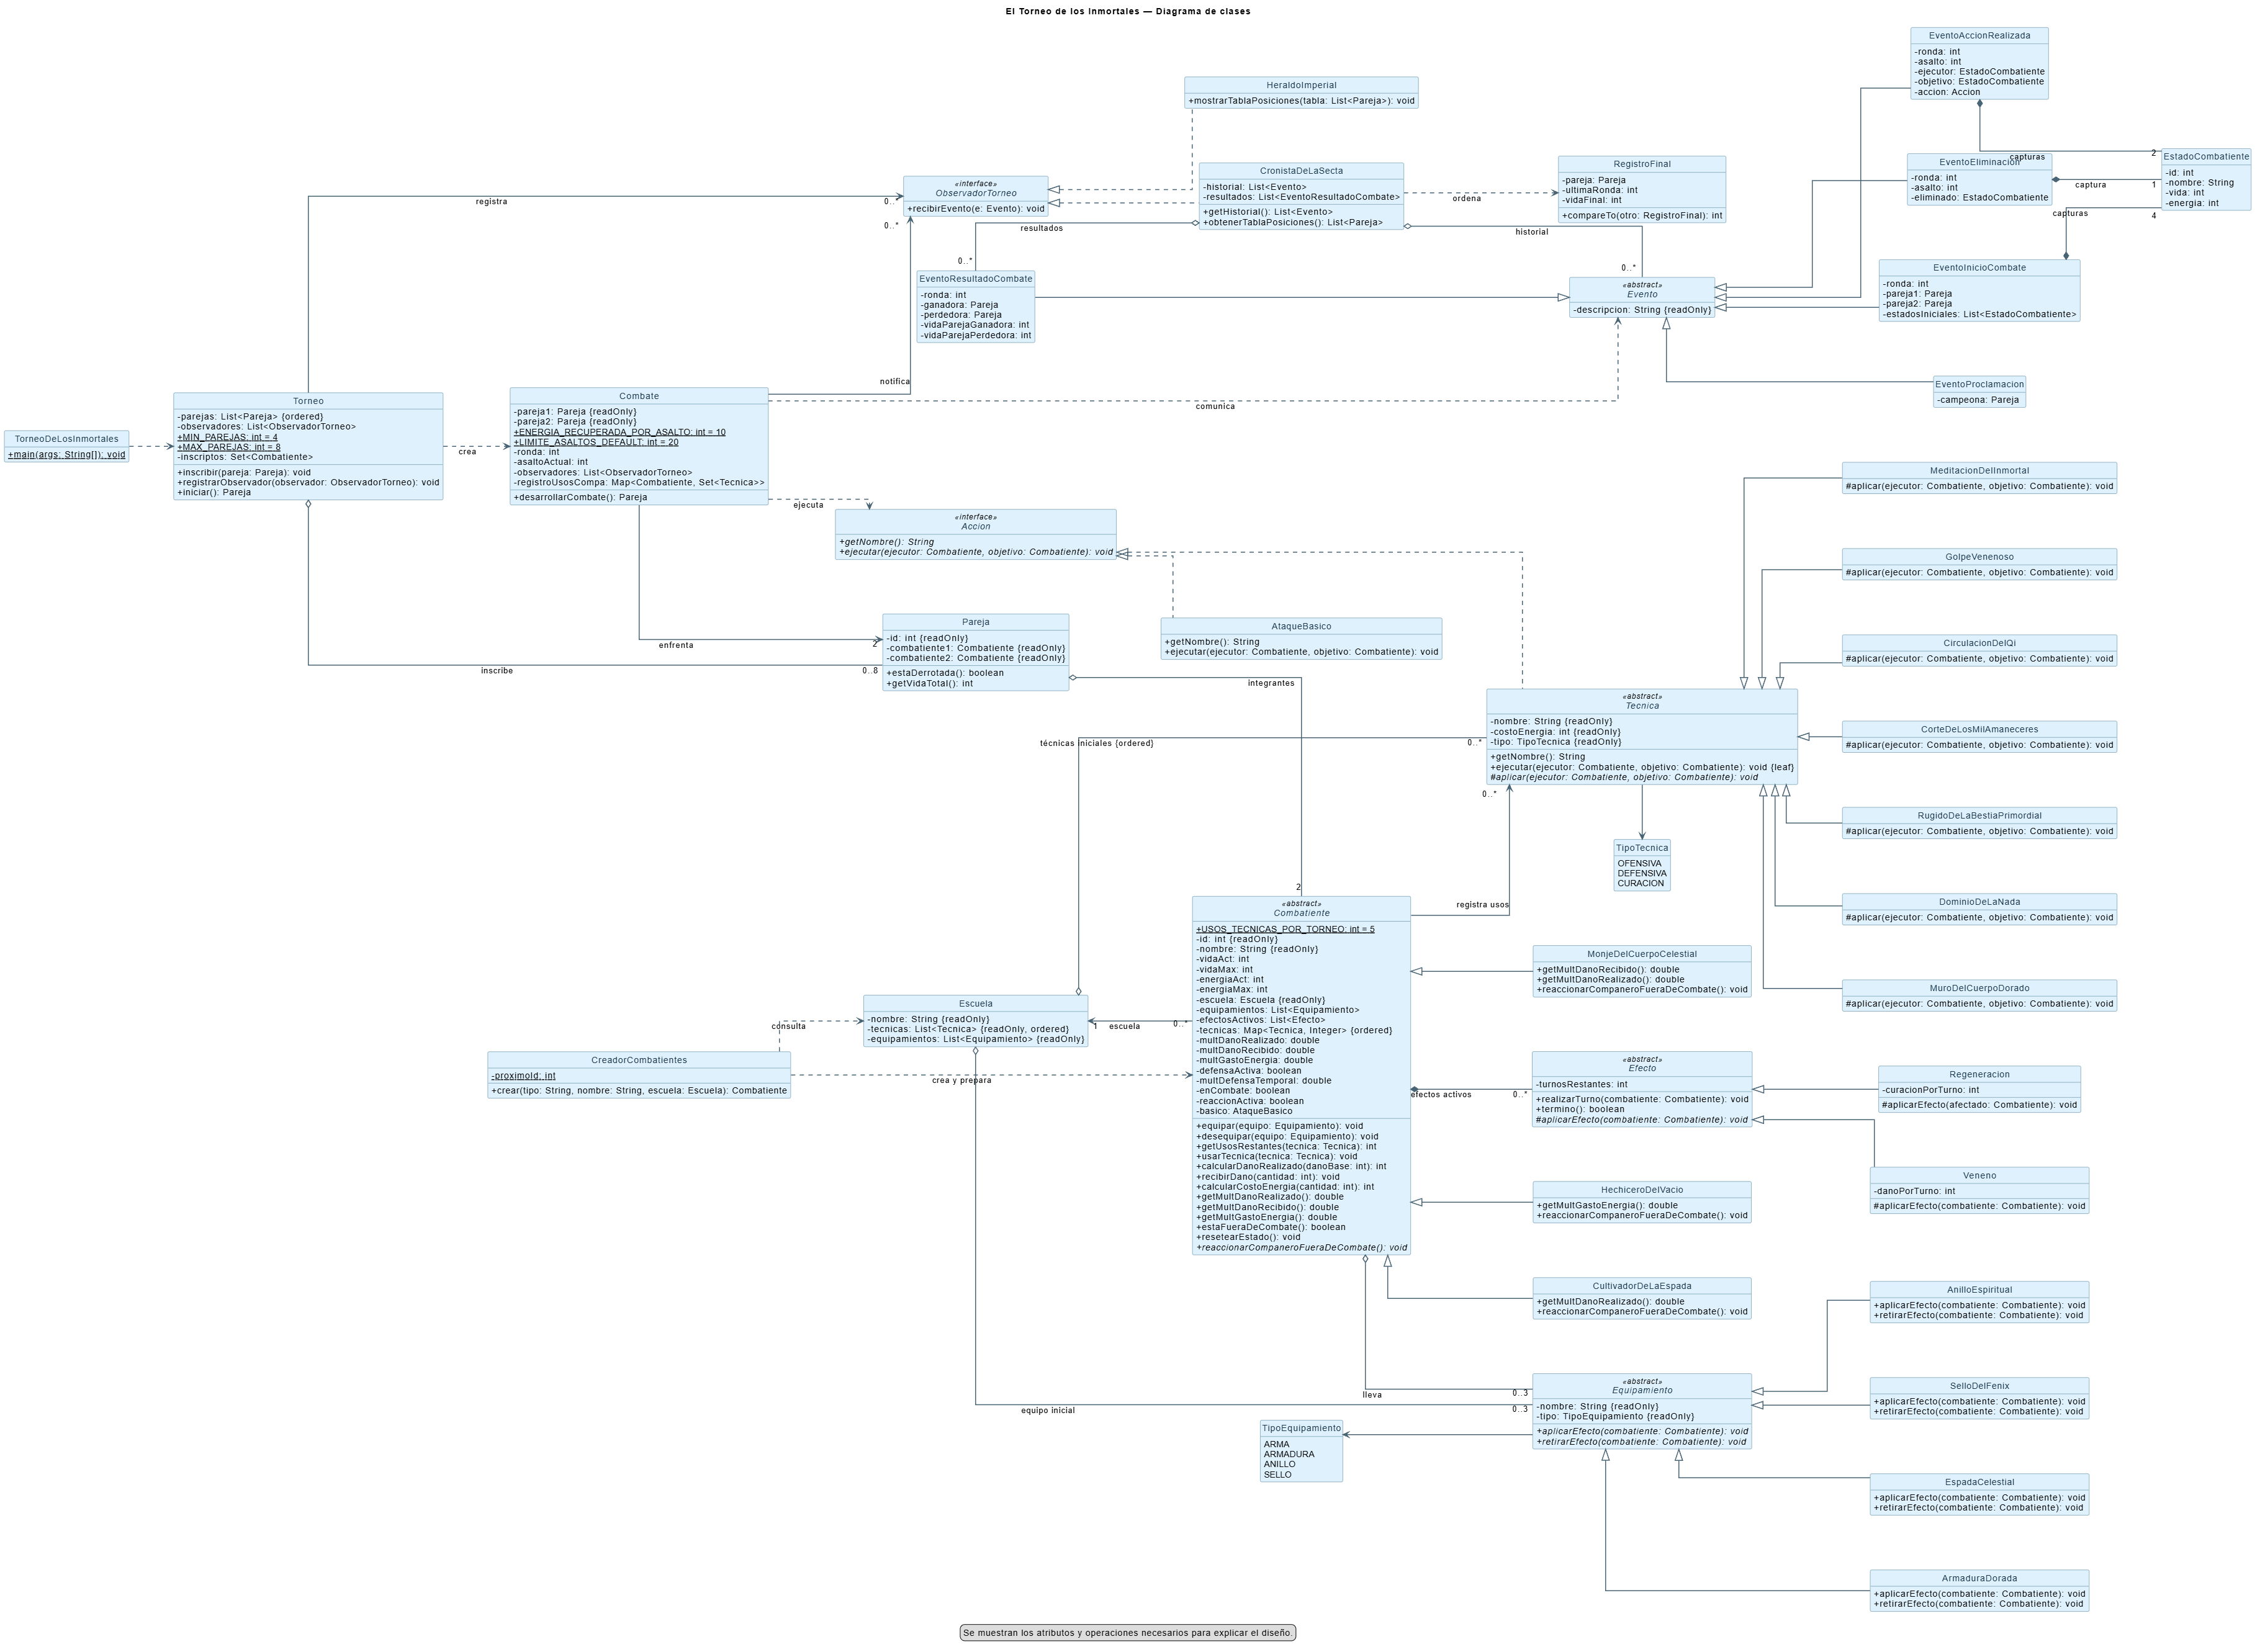 El Torneo de los Inmortales — Diagrama de clases
EventoAccionRealizada
-ronda: int
-asalto: int
-ejecutor: EstadoCombatiente
-objetivo: EstadoCombatiente
-accion: Accion
HeraldoImperial
+mostrarTablaPosiciones(tabla: List<Pareja>): void
capturas
2
EstadoCombatiente
-id: int
-nombre: String
-vida: int
-energia: int
EventoEliminacion
-ronda: int
-asalto: int
-eliminado: EstadoCombatiente
captura
1
capturas
4
RegistroFinal
-pareja: Pareja
-ultimaRonda: int
-vidaFinal: int
+compareTo(otro: RegistroFinal): int
CronistaDeLaSecta
-historial: List<Evento>
-resultados: List<EventoResultadoCombate>
+getHistorial(): List<Evento>
+obtenerTablaPosiciones(): List<Pareja>
ordena
«interface»
ObservadorTorneo
+recibirEvento(e: Evento): void
registra
0..*
0..*
resultados
0..*
historial
0..*
EventoResultadoCombate
-ronda: int
-ganadora: Pareja
-perdedora: Pareja
-vidaParejaGanadora: int
-vidaParejaPerdedora: int
«abstract»
Evento
-descripcion: String {readOnly}
EventoInicioCombate
-ronda: int
-pareja1: Pareja
-pareja2: Pareja
-estadosIniciales: List<EstadoCombatiente>
EventoProclamacion
-campeona: Pareja
notifica
comunica
TorneoDeLosInmortales
+main(args: String[]): void
Torneo
-parejas: List<Pareja> {ordered}
-observadores: List<ObservadorTorneo>
+MIN_PAREJAS: int = 4
+MAX_PAREJAS: int = 8
-inscriptos: Set<Combatiente>
+inscribir(pareja: Pareja): void
+registrarObservador(observador: ObservadorTorneo): void
+iniciar(): Pareja
crea
Combate
-pareja1: Pareja {readOnly}
-pareja2: Pareja {readOnly}
+ENERGIA_RECUPERADA_POR_ASALTO: int = 10
+LIMITE_ASALTOS_DEFAULT: int = 20
-ronda: int
-asaltoActual: int
-observadores: List<ObservadorTorneo>
-registroUsosCompa: Map<Combatiente, Set<Tecnica>>
+desarrollarCombate(): Pareja
ejecuta
«interface»
Accion
+getNombre(): String
+ejecutar(ejecutor: Combatiente, objetivo: Combatiente): void
MeditacionDelInmortal
#aplicar(ejecutor: Combatiente, objetivo: Combatiente): void
GolpeVenenoso
#aplicar(ejecutor: Combatiente, objetivo: Combatiente): void
Pareja
-id: int {readOnly}
-combatiente1: Combatiente {readOnly}
-combatiente2: Combatiente {readOnly}
+estaDerrotada(): boolean
+getVidaTotal(): int
enfrenta
2
inscribe
0..8
AtaqueBasico
+getNombre(): String
+ejecutar(ejecutor: Combatiente, objetivo: Combatiente): void
CirculacionDelQi
#aplicar(ejecutor: Combatiente, objetivo: Combatiente): void
integrantes
2
«abstract»
Tecnica
-nombre: String {readOnly}
-costoEnergia: int {readOnly}
-tipo: TipoTecnica {readOnly}
+getNombre(): String
+ejecutar(ejecutor: Combatiente, objetivo: Combatiente): void {leaf}
#aplicar(ejecutor: Combatiente, objetivo: Combatiente): void
CorteDeLosMilAmaneceres
#aplicar(ejecutor: Combatiente, objetivo: Combatiente): void
técnicas iniciales {ordered}
0..*
0..*
RugidoDeLaBestiaPrimordial
#aplicar(ejecutor: Combatiente, objetivo: Combatiente): void
TipoTecnica
OFENSIVA
DEFENSIVA
CURACION
registra usos
DominioDeLaNada
#aplicar(ejecutor: Combatiente, objetivo: Combatiente): void
«abstract»
Combatiente
+USOS_TECNICAS_POR_TORNEO: int = 5
-id: int {readOnly}
-nombre: String {readOnly}
-vidaAct: int
-vidaMax: int
-energiaAct: int
-energiaMax: int
-escuela: Escuela {readOnly}
-equipamientos: List<Equipamiento>
-efectosActivos: List<Efecto>
-tecnicas: Map<Tecnica, Integer> {ordered}
-multDanoRealizado: double
-multDanoRecibido: double
-multGastoEnergia: double
-defensaActiva: boolean
-multDefensaTemporal: double
-enCombate: boolean
-reaccionActiva: boolean
-basico: AtaqueBasico
+equipar(equipo: Equipamiento): void
+desequipar(equipo: Equipamiento): void
+getUsosRestantes(tecnica: Tecnica): int
+usarTecnica(tecnica: Tecnica): void
+calcularDanoRealizado(danoBase: int): int
+recibirDano(cantidad: int): void
+calcularCostoEnergia(cantidad: int): int
+getMultDanoRealizado(): double
+getMultDanoRecibido(): double
+getMultGastoEnergia(): double
+estaFueraDeCombate(): boolean
+resetearEstado(): void
+reaccionarCompaneroFueraDeCombate(): void
MonjeDelCuerpoCelestial
+getMultDanoRecibido(): double
+getMultDanoRealizado(): double
+reaccionarCompaneroFueraDeCombate(): void
MuroDelCuerpoDorado
#aplicar(ejecutor: Combatiente, objetivo: Combatiente): void
Escuela
-nombre: String {readOnly}
-tecnicas: List<Tecnica> {readOnly, ordered}
-equipamientos: List<Equipamiento> {readOnly}
1
escuela
0..*
consulta
CreadorCombatientes
-proximoId: int
+crear(tipo: String, nombre: String, escuela: Escuela): Combatiente
crea y prepara
efectos activos
0..*
«abstract»
Efecto
-turnosRestantes: int
+realizarTurno(combatiente: Combatiente): void
+termino(): boolean
#aplicarEfecto(combatiente: Combatiente): void
Regeneracion
-curacionPorTurno: int
#aplicarEfecto(afectado: Combatiente): void
Veneno
-danoPorTurno: int
#aplicarEfecto(combatiente: Combatiente): void
HechiceroDelVacio
+getMultGastoEnergia(): double
+reaccionarCompaneroFueraDeCombate(): void
CultivadorDeLaEspada
+getMultDanoRealizado(): double
+reaccionarCompaneroFueraDeCombate(): void
AnilloEspiritual
+aplicarEfecto(combatiente: Combatiente): void
+retirarEfecto(combatiente: Combatiente): void
lleva
0..3
equipo inicial
0..3
«abstract»
Equipamiento
-nombre: String {readOnly}
-tipo: TipoEquipamiento {readOnly}
+aplicarEfecto(combatiente: Combatiente): void
+retirarEfecto(combatiente: Combatiente): void
SelloDelFenix
+aplicarEfecto(combatiente: Combatiente): void
+retirarEfecto(combatiente: Combatiente): void
TipoEquipamiento
ARMA
ARMADURA
ANILLO
SELLO
EspadaCelestial
+aplicarEfecto(combatiente: Combatiente): void
+retirarEfecto(combatiente: Combatiente): void
ArmaduraDorada
+aplicarEfecto(combatiente: Combatiente): void
+retirarEfecto(combatiente: Combatiente): void
Se muestran los atributos y operaciones necesarios para explicar el diseño.